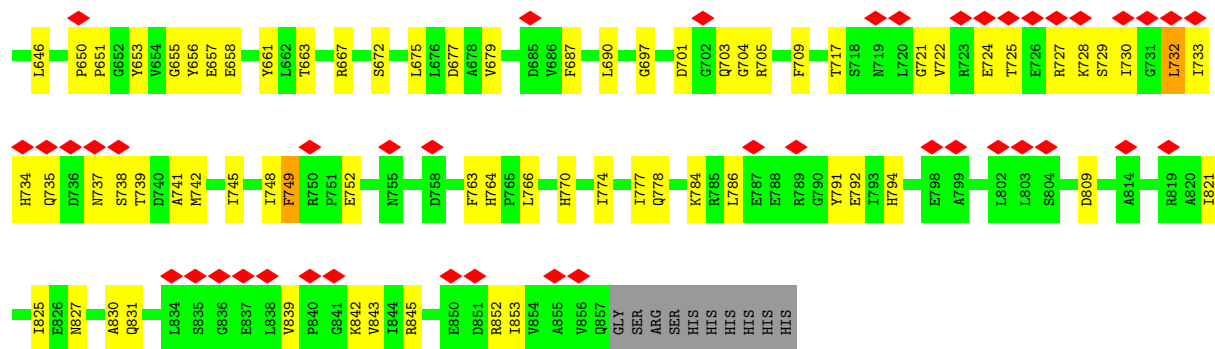 L646 P650 P651 G652 Y653 V654 G655 Y656 E657 E658 Y661 L662 T663 R667 S672 L675 L676 D677 A678 V679 D685 V686 F687 L690 G697 D701 G702 Q703 G704 R705 F709 T717 S718 N719 L720 G721 V722 R723 E724 T725 E726 R727 K728 S729 I730 G731 L732 I733
H734 Q735 D736 N737 S738 T739 D740 A741 M742 I745 I748 F749 R750 P751 E752 N755 D758 F763 H764 P765 L766 H770 I774 I777 Q778 K784 R785 L786 E787 E788 R789 G790 Y791 E792 I793 H794 E798 A799 L802 L803 S804 D809 A814 R819 A820 I821
I825 E826 N827 A830 Q831 L834 S835 G836 E837 L838 V839 P840 G841 K842 V843 I844 R845 E850 D851 R852 I853 V854 A855 V856 Q857 GLY SER ARG SER HIS HIS HIS HIS HIS HIS